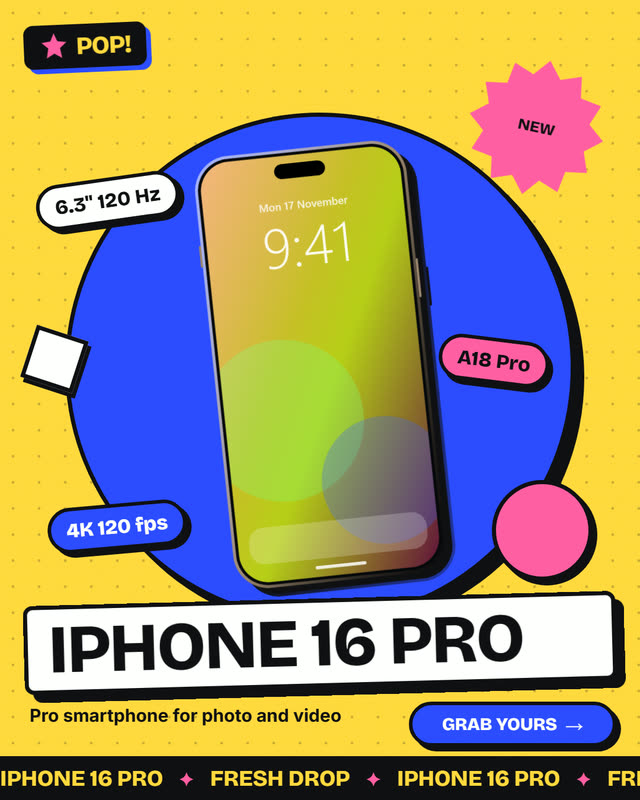 POP!
NEW
6.3" 120 Hz
Mon 17 November
9:41
A18 Pro
4K 120 fps
IPHONE 16 PRO
Pro smartphone for photo and video
GRAB YOURS →
IPHONE 16 PRO ✦ FRESH DROP ✦ IPHONE 16 PRO ✦ FRE